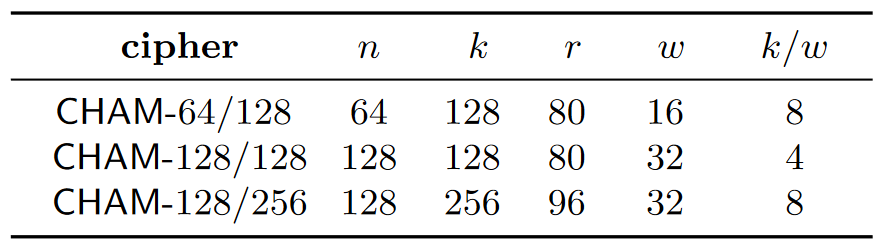 cipher n k r w k/w
CHAM-64/128 64 128 80 16 8
CHAM-128/128 128 128 80 32 4
CHAM-128/256 128 256 96 32 8